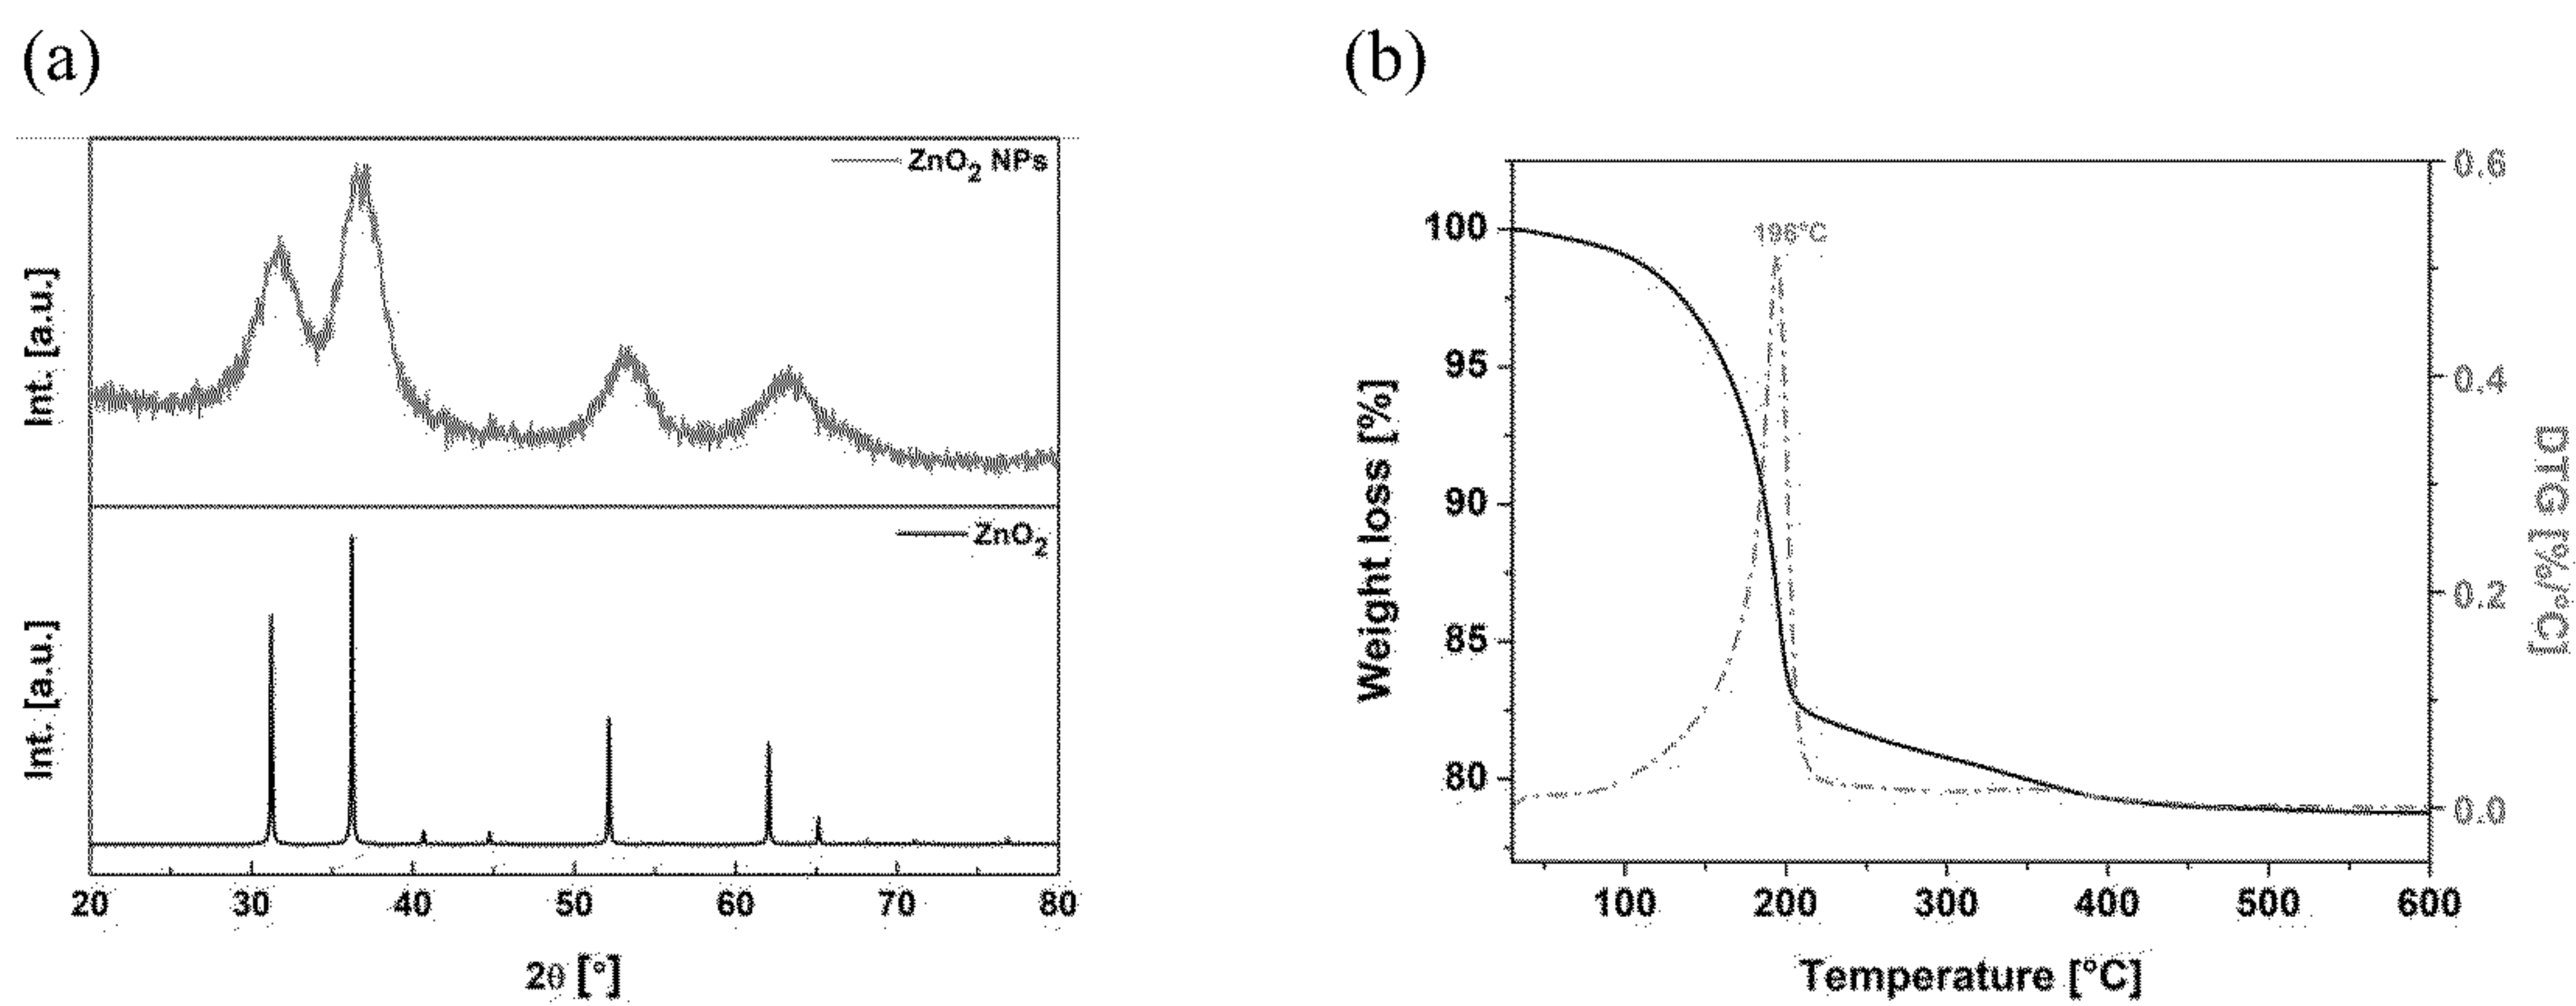 (a)
ZnO2 NPs
Int. [a.u.]
ZnO2
Int. [a.u.]
20 30 40 50 60 70 80
2θ [°]
(b)
0.6
100
196°C
95
0.4
Weight loss [%]
DTG [%/°C]
90
0.2
85
80
0.0
100 200 300 400 500 600
Temperature [°C]